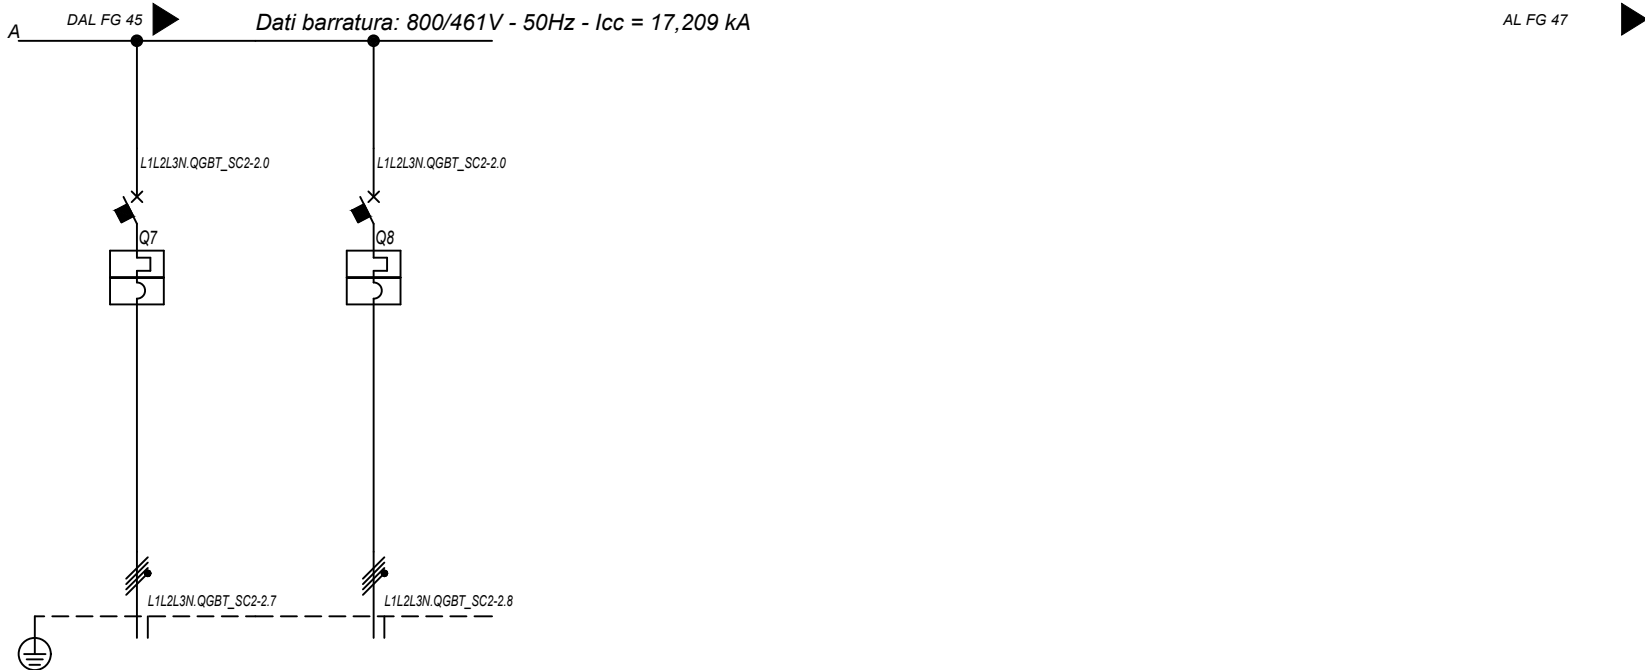 DAL FG 45
Dati barratura: 800/461V - 50Hz - Icc = 17,209 kA
AL FG 47
A
L1L2L3N.QGBT_SC2-2.0
L1L2L3N.QGBT_SC2-2.0
Q7
Q8
L1L2L3N.QGBT_SC2-2.7
L1L2L3N.QGBT_SC2-2.8